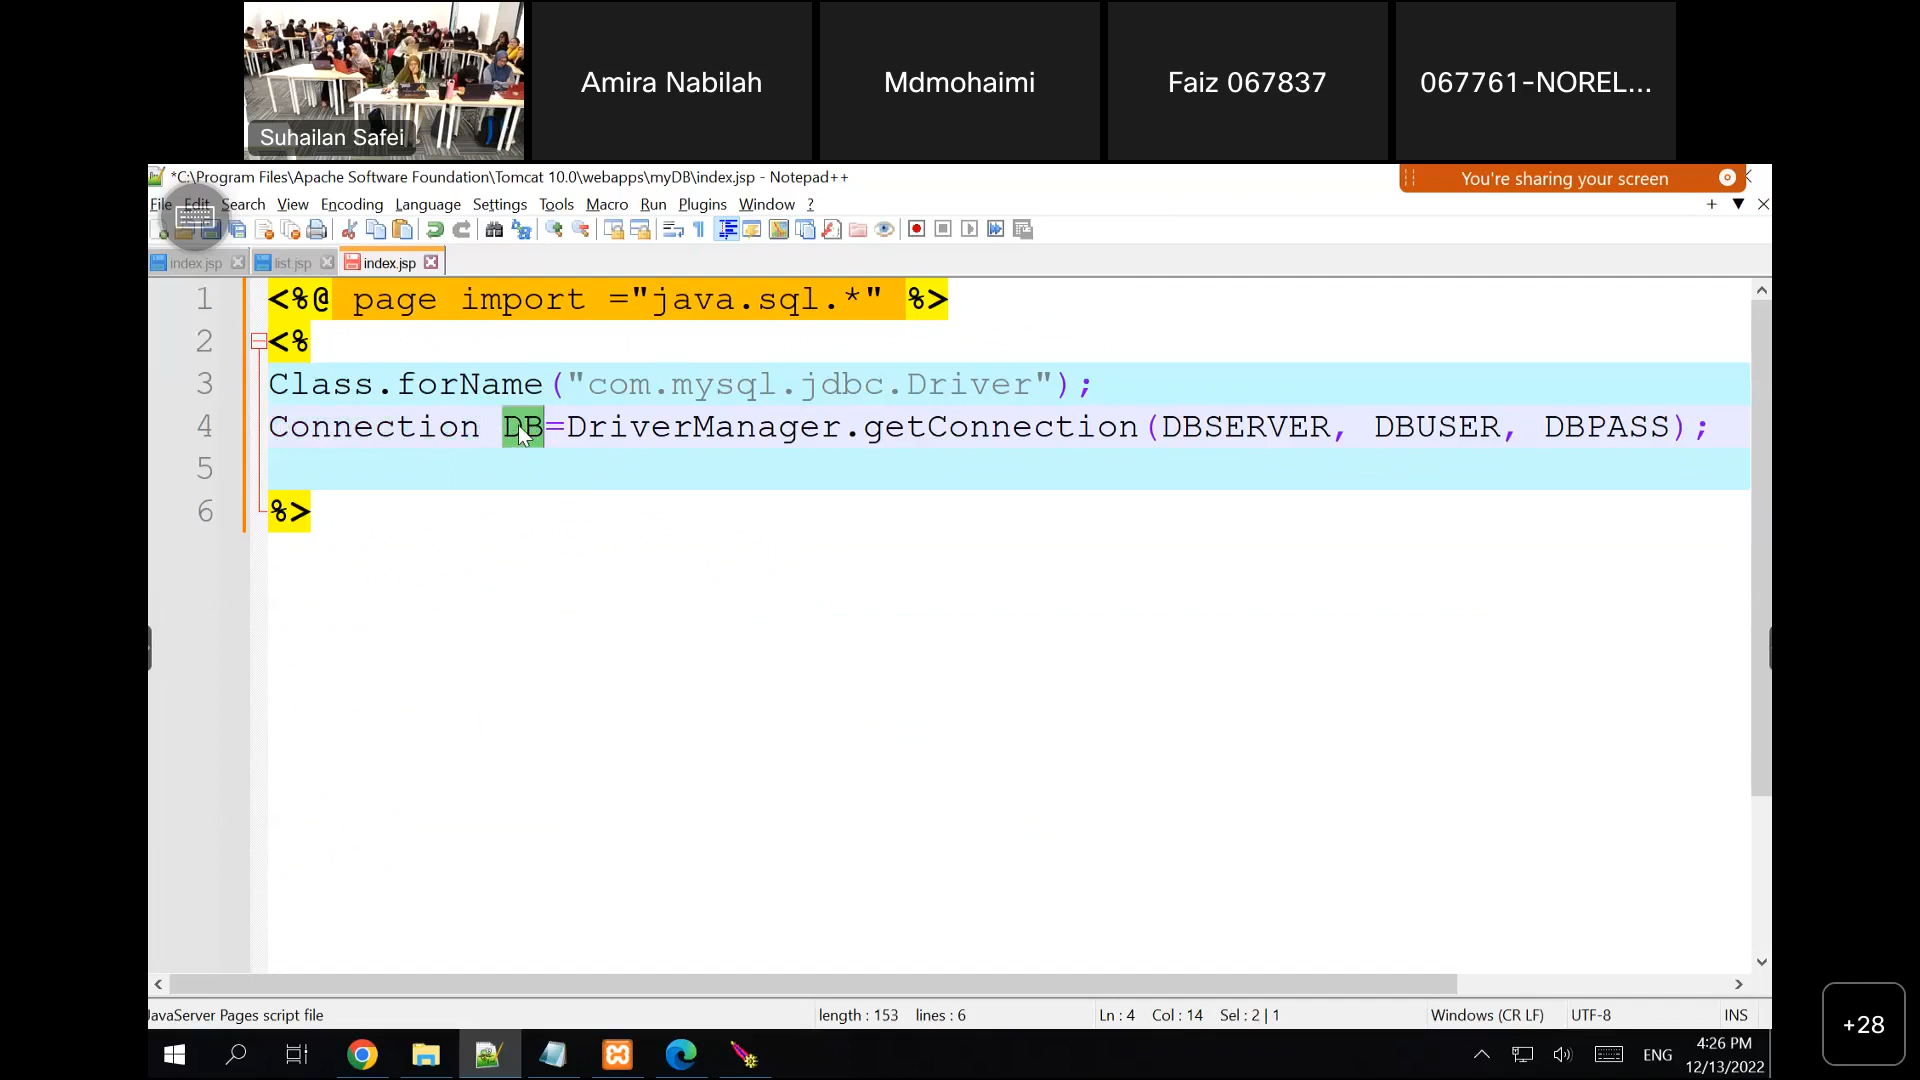 Suhailan Safei
Amira Nabilah
Mdmohaimi
Faiz 067837
067761-NOREL...
*C:\Program Files\Apache Software Foundation\Tomcat 10.0\webapps\myDB\index.jsp - Notepad++
You're sharing your screen
File Edit Search View Encoding Language Settings Tools Macro Run Plugins Window ?
index.jsp list.jsp index.jsp
1 <%@ page import ="java.sql.*" %>
2 <%
3 Class.forName("com.mysql.jdbc.Driver");
4 Connection DB=DriverManager.getConnection(DBSERVER, DBUSER, DBPASS);
5
6 %>
JavaServer Pages script file length : 153 lines : 6 Ln : 4 Col : 14 Sel : 2 | 1 Windows (CR LF) UTF-8 INS
+28
ENG
4:26 PM
12/13/2022